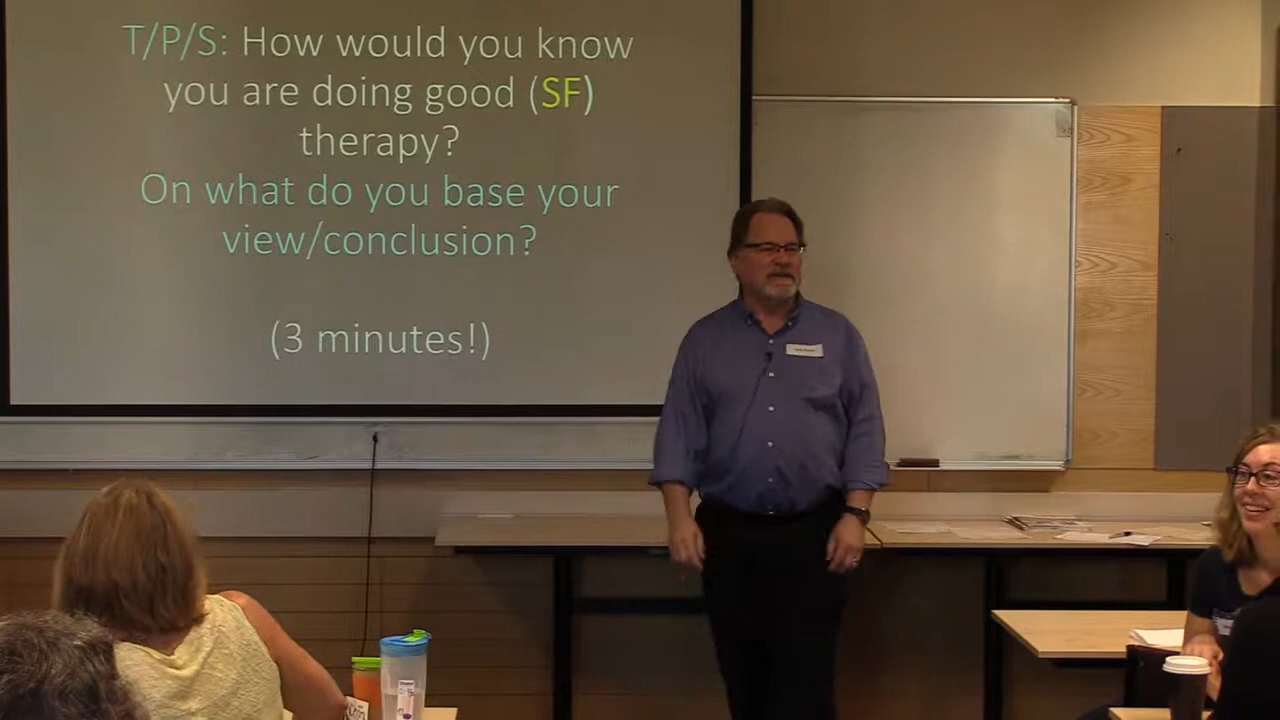 T/P/S: How would you know
you are doing good (SF)
therapy?
On what do you base your
view/conclusion?
(3 minutes!)